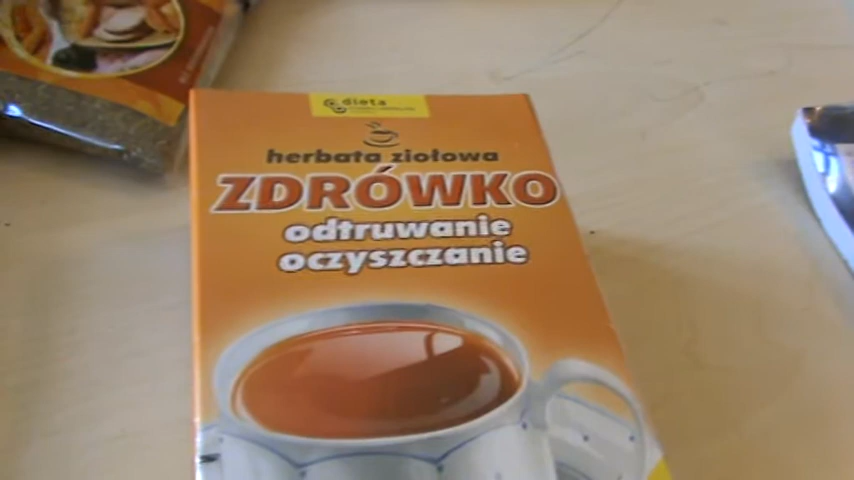 dieta
herbata ziołowa
ZDRÓWKO
odtruwanie
oczyszczanie